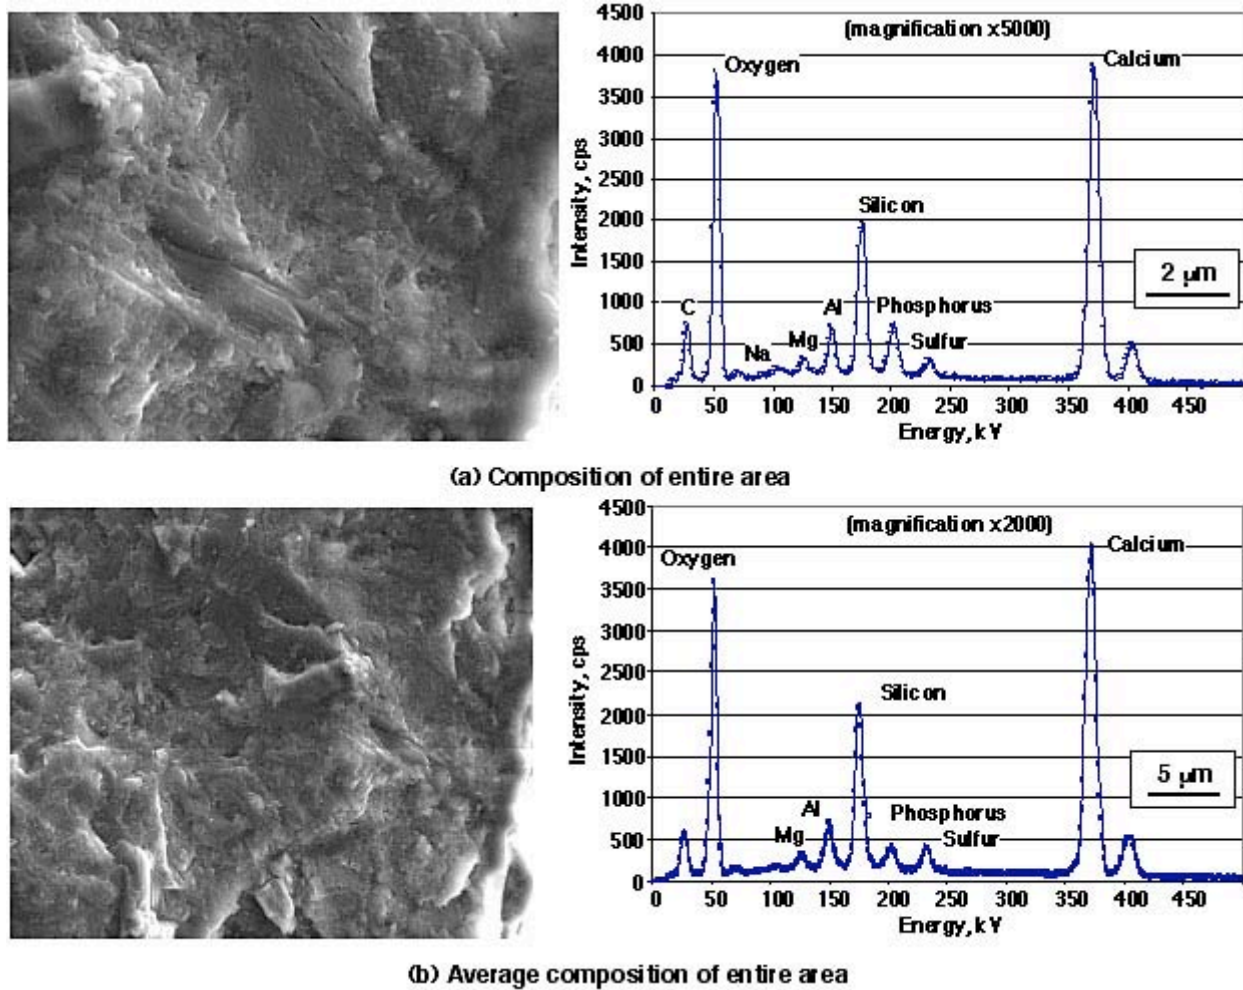 4500
(magnification x5000)
4000
Oxygen
Calcium
3500
3000
2500
Silicon
2000
1500
2 μm
1000
C
Al
Phosphorus
500
Na
Mg
Sulfur
0
Intensity, cps
0 50 100 150 200 250 300 350 400 450
Energy, kV
(a) Composition of entire area
4500
(magnification x2000)
4000
Oxygen
Calcium
3500
3000
2500
Silicon
2000
1500
5 μm
1000
Al
Phosphorus
500
Mg
Sulfur
0
Intensity, cps
0 50 100 150 200 250 300 350 400 450
Energy, kV
(b) Average composition of entire area